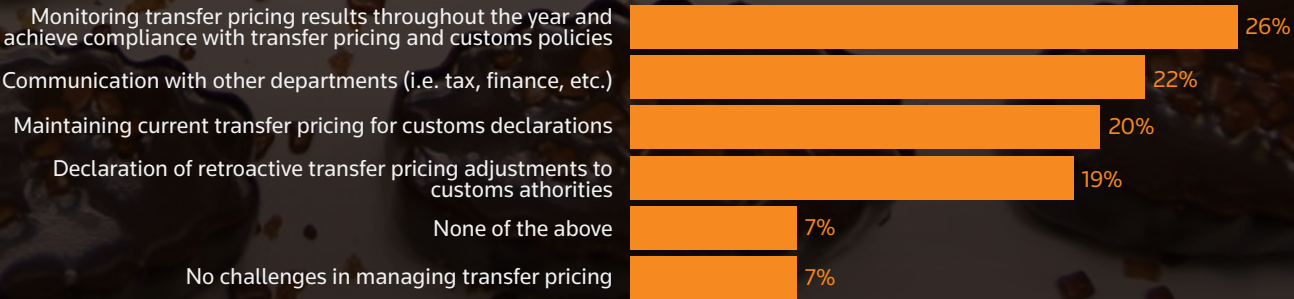 Monitoring transfer pricing results throughout the year and
achieve compliance with transfer pricing and customs policies
26%
Communication with other departments (i.e. tax, finance, etc.)
22%
Maintaining current transfer pricing for customs declarations
20%
Declaration of retroactive transfer pricing adjustments to
customs athorities
19%
None of the above
7%
No challenges in managing transfer pricing
7%